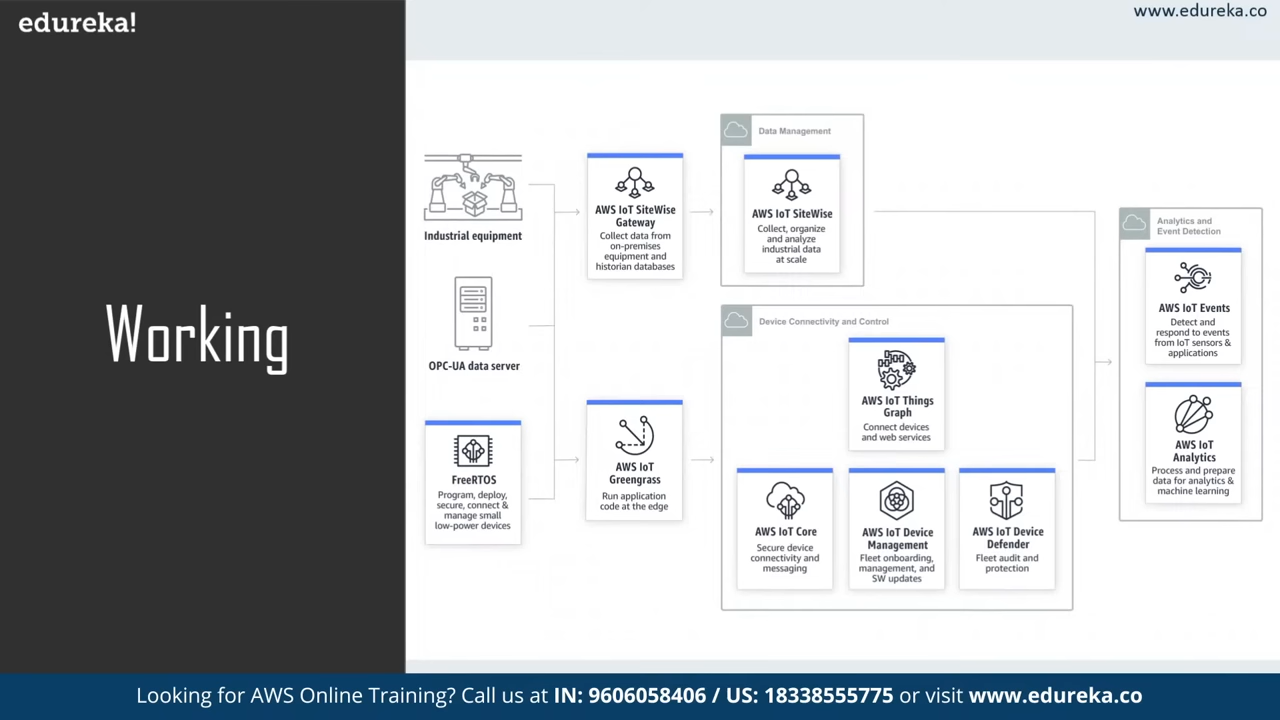 edureka!
www.edureka.co
Working
Industrial equipment
OPC-UA data server
FreeRTOS
Program, deploy,
secure, connect &
manage small
low-power devices
AWS IoT SiteWise
Gateway
Collect data from
on-premises
equipment and
historian databases
AWS IoT
Greengrass
Run application
code at the edge
Data Management
AWS IoT SiteWise
Collect, organize
and analyze
industrial data
at scale
Device Connectivity and Control
AWS IoT Things
Graph
Connect devices
and web services
AWS IoT Core
Secure device
connectivity and
messaging
AWS IoT Device
Management
Fleet onboarding,
management, and
SW updates
AWS IoT Device
Defender
Fleet audit and
protection
Analytics and
Event Detection
AWS IoT Events
Detect and
respond to events
from IoT sensors &
applications
AWS IoT
Analytics
Process and prepare
data for analytics &
machine learning
Looking for AWS Online Training? Call us at IN: 9606058406 / US: 18338555775 or visit www.edureka.co